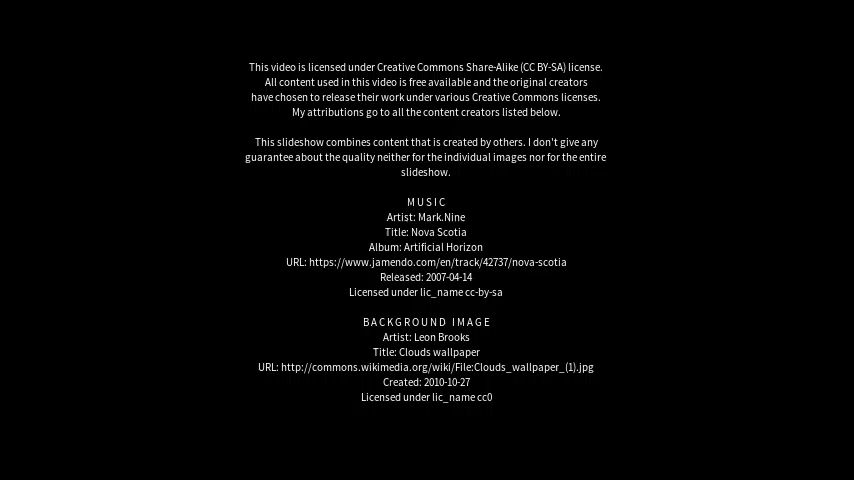 This video is licensed under Creative Commons Share-Alike (CC BY-SA) license.
All content used in this video is free available and the original creators
have chosen to release their work under various Creative Commons licenses.
My attributions go to all the content creators listed below.
This slideshow combines content that is created by others. I don't give any
guarantee about the quality neither for the individual images nor for the entire
slideshow.
MUSIC
Artist: Mark.Nine
Title: Nova Scotia
Album: Artificial Horizon
URL: https://www.jamendo.com/en/track/42737/nova-scotia
Released: 2007-04-14
Licensed under lic_name cc-by-sa
BACKGROUND IMAGE
Artist: Leon Brooks
Title: Clouds wallpaper
URL: http://commons.wikimedia.org/wiki/File:Clouds_wallpaper_(1).jpg
Created: 2010-10-27
Licensed under lic_name cc0